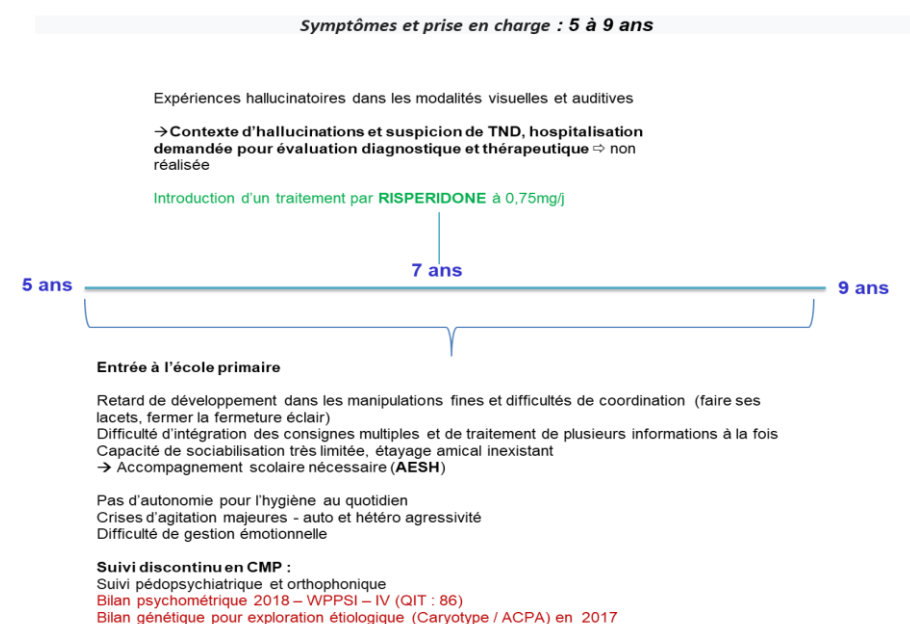 Symptômes et prise en charge : 5 à 9 ans
Expériences hallucinatoires dans les modalités visuelles et auditives
→Contexte d'hallucinations et suspicion de TND, hospitalisation
demandée pour évaluation diagnostique et thérapeutique ⇨ non
réalisée
Introduction d'un traitement par RISPERIDONE à 0,75mg/j
7 ans
5 ans
9 ans
Entrée à l'école primaire
Retard de développement dans les manipulations fines et difficultés de coordination (faire ses
lacets, fermer la fermeture éclair)
Difficulté d'intégration des consignes multiples et de traitement de plusieurs informations à la fois
Capacité de sociabilisation très limitée, étayage amical inexistant
→ Accompagnement scolaire nécessaire (AESH)
Pas d'autonomie pour l'hygiène au quotidien
Crises d'agitation majeures - auto et hétéro agressivité
Difficulté de gestion émotionnelle
Suivi discontinu en CMP :
Suivi pédopsychiatrique et orthophonique
Bilan psychométrique 2018 – WPPSI – IV (QIT : 86)
Bilan génétique pour exploration étiologique (Caryotype / ACPA) en 2017